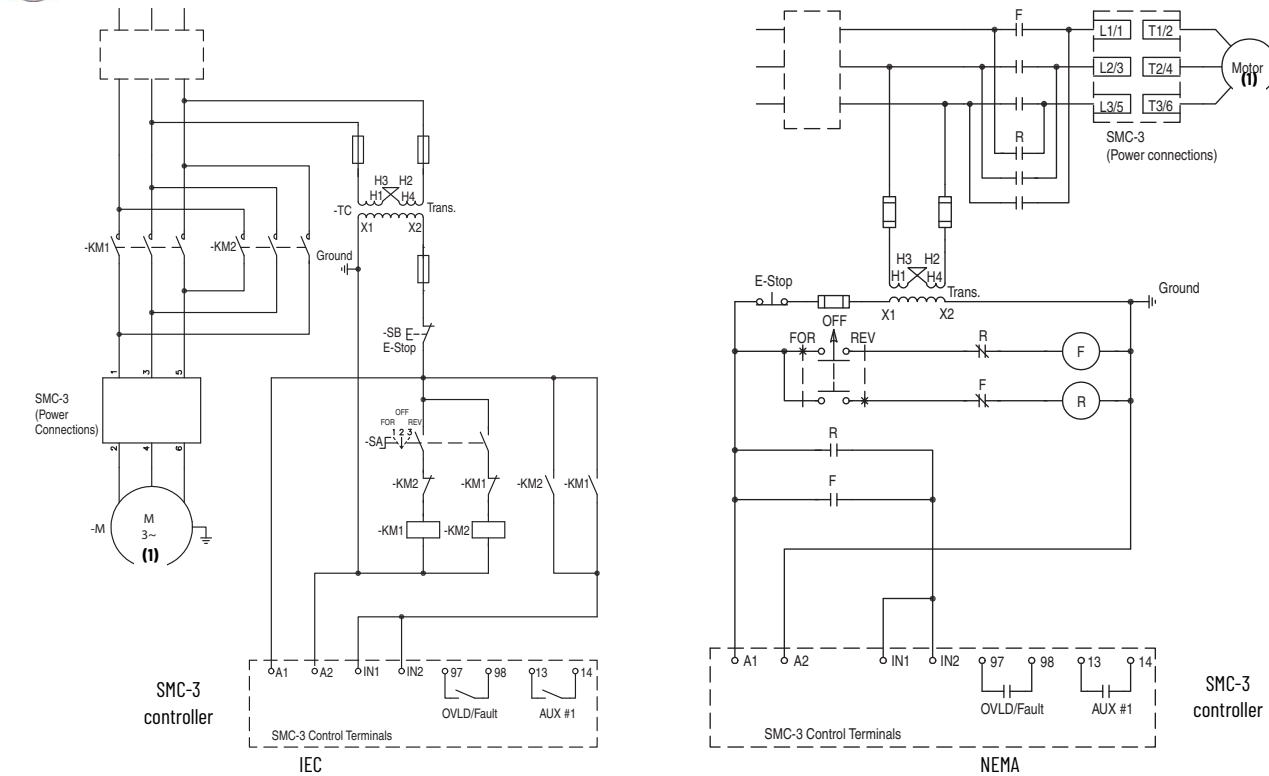 H3 H2
H1 H4
-TC
Trans.
X1 X2
-KM1
-KM2
Ground
-SB
E-Stop
1 3 5
SMC-3
(Power
Connections)
2 4 6
OFF
FOR REV
1 2 3
-SA
-KM2
-KM1
-KM2
-KM1
-KM1
-KM2
-M
M
3~
(1)
A1 A2 IN1 IN2 97 98 13 14
OVLD/Fault AUX #1
SMC-3 Control Terminals
SMC-3
controller
IEC
F
L1/1 T1/2
L2/3 T2/4
L3/5 T3/6
Motor
(1)
SMC-3
(Power connections)
R
H3 H2
H1 H4
Trans.
X1 X2
E-Stop
Ground
OFF
FOR REV
R
F
F
R
R
F
A1 A2 IN1 IN2 97 98 13 14
OVLD/Fault AUX #1
SMC-3 Control Terminals
SMC-3
controller
NEMA